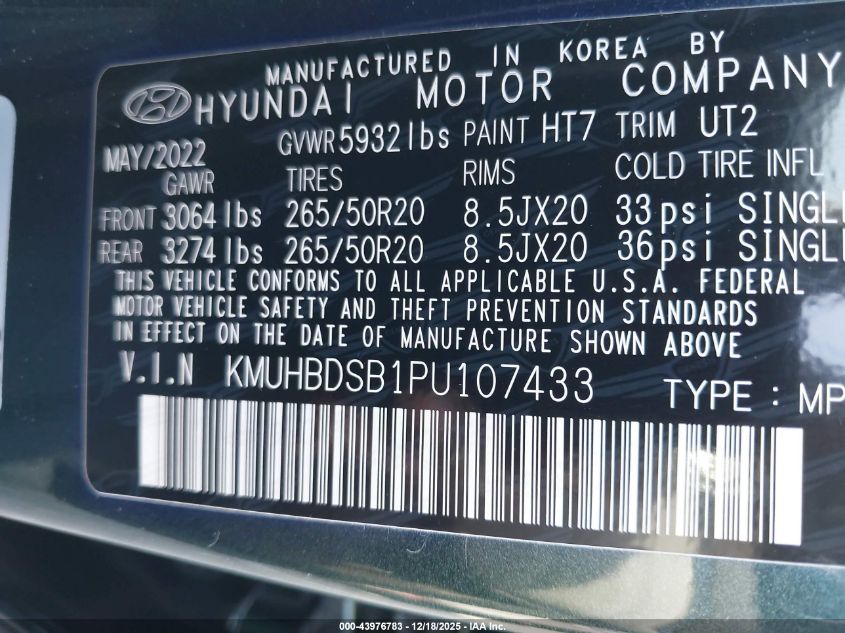 MANUFACTURED IN KOREA BY
HYUNDAI MOTOR COMPANY
MAY/2022 GVWR 5932 lbs PAINT HT7 TRIM UT2
GAWR TIRES RIMS COLD TIRE INFL
FRONT 3064 lbs 265/50R20 8.5JX20 33psi SINGL
REAR 3274 lbs 265/50R20 8.5JX20 36psi SINGL
THIS VEHICLE CONFORMS TO ALL APPLICABLE U.S.A. FEDERAL
MOTOR VEHICLE SAFETY AND THEFT PREVENTION STANDARDS
IN EFFECT ON THE DATE OF MANUFACTURE SHOWN ABOVE
V.I.N KMUHBDSB1PU107433 TYPE : MP
000-43976783 - 12/18/2025 - IAA Inc.